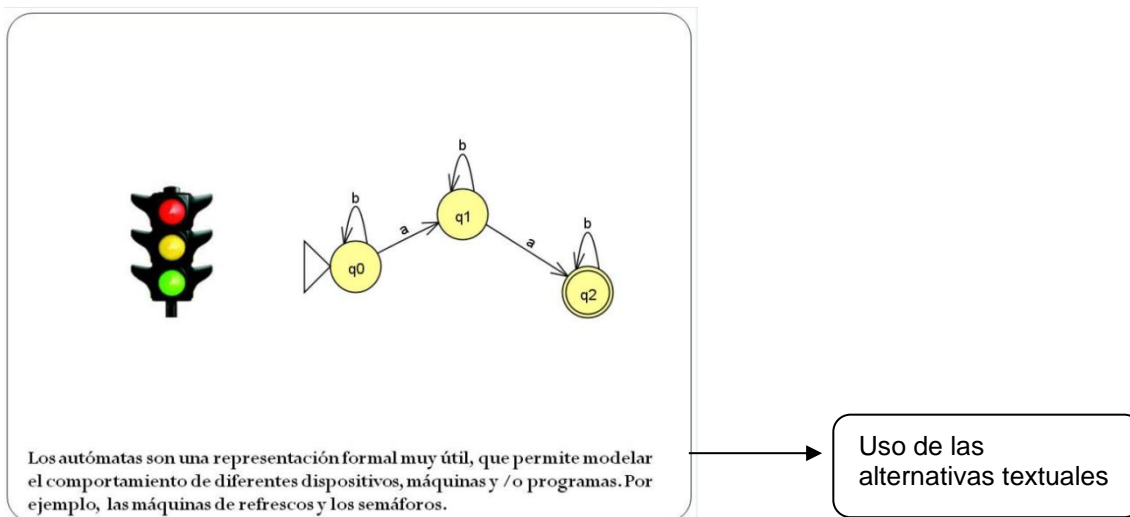 b
q1
b
a
a
b
q0
q2
Los autómatas son una representación formal muy útil, que permite modelar
el comportamiento de diferentes dispositivos, máquinas y /o programas. Por
ejemplo, las máquinas de refrescos y los semáforos.
Uso de las
alternativas textuales